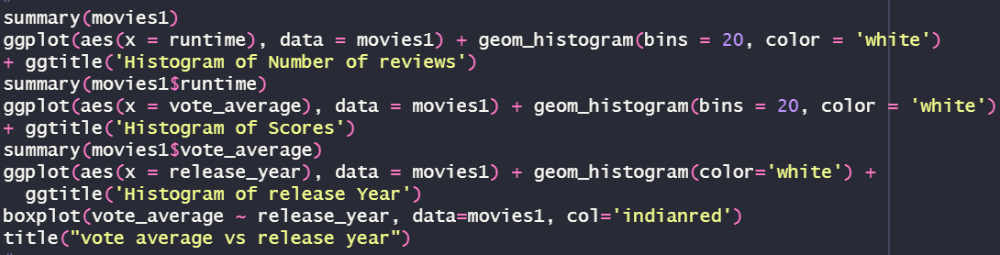 summary(movies1)
ggplot(aes(x = runtime), data = movies1) + geom_histogram(bins = 20, color = 'white')
+ ggtitle('Histogram of Number of reviews')
summary(movies1$runtime)
ggplot(aes(x = vote_average), data = movies1) + geom_histogram(bins = 20, color = 'white')
+ ggtitle('Histogram of Scores')
summary(movies1$vote_average)
ggplot(aes(x = release_year), data = movies1) + geom_histogram(color='white') +
  ggtitle('Histogram of release Year')
boxplot(vote_average ~ release_year, data=movies1, col='indianred')
title("vote average vs release year")